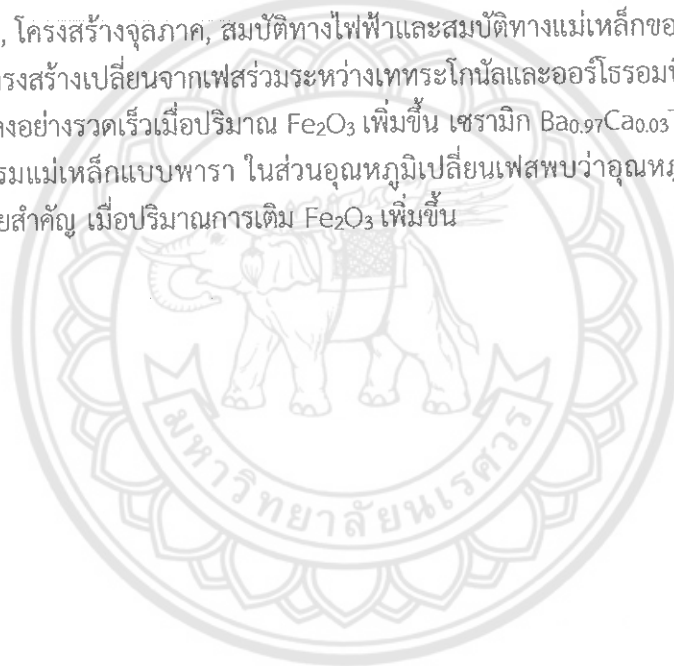 , โครงสร้างจุลภาค, สมบัติทางไฟฟ้าและสมบัติทางแม่เหล็กขอ
ครงสร้างเปลี่ยนจากเฟสร่วมระหว่างเททระโกนัลและออร์โธรอมบิ
งอย่างรวดเร็วเมื่อปริมาณ Fe₂O₃ เพิ่มขึ้น เซรามิก Ba₀.₉₇Ca₀.₀₃
รมแม่เหล็กแบบพารา ในส่วนอุณหภูมิเปลี่ยนเฟสพบว่าอุณหภู
ยสำคัญ เมื่อปริมาณการเติม Fe₂O₃ เพิ่มขึ้น
มหาวิทยาลัยนเรศวร